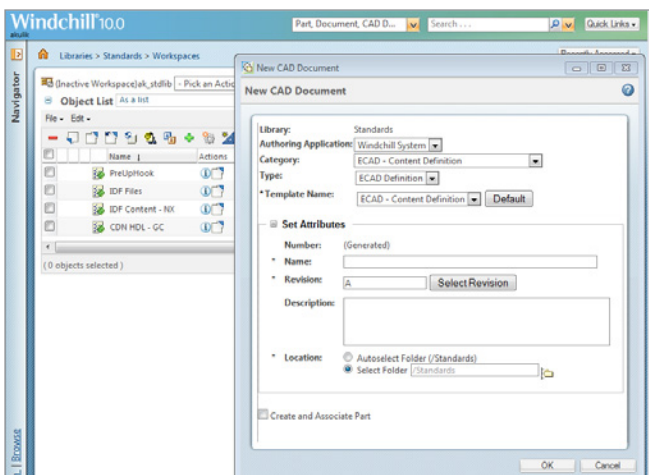 Windchill 10.0
Part, Document, CAD D...
Search . . .
Quick Links
akulik
Libraries > Standards > Workspaces
Navigator
(Inactive Workspace)ak_stdlib
- Pick an Actio
Object List
As a list
File Edit
Name
Actions
PreUpHook
IDF Files
IDF Content - NX
CDN HDL - GC
( 0 objects selected )
Browse
New CAD Document
New CAD Document
Library: Standards
Authoring Application: Windchill System
Category: ECAD - Content Definition
Type: ECAD Definition
*Template Name: ECAD - Content Definition Default
Set Attributes
Number: (Generated)
* Name:
* Revision: A Select Revision
Description:
* Location: Autoselect Folder (/Standards)
Select Folder /Standards
Create and Associate Part
OK Cancel